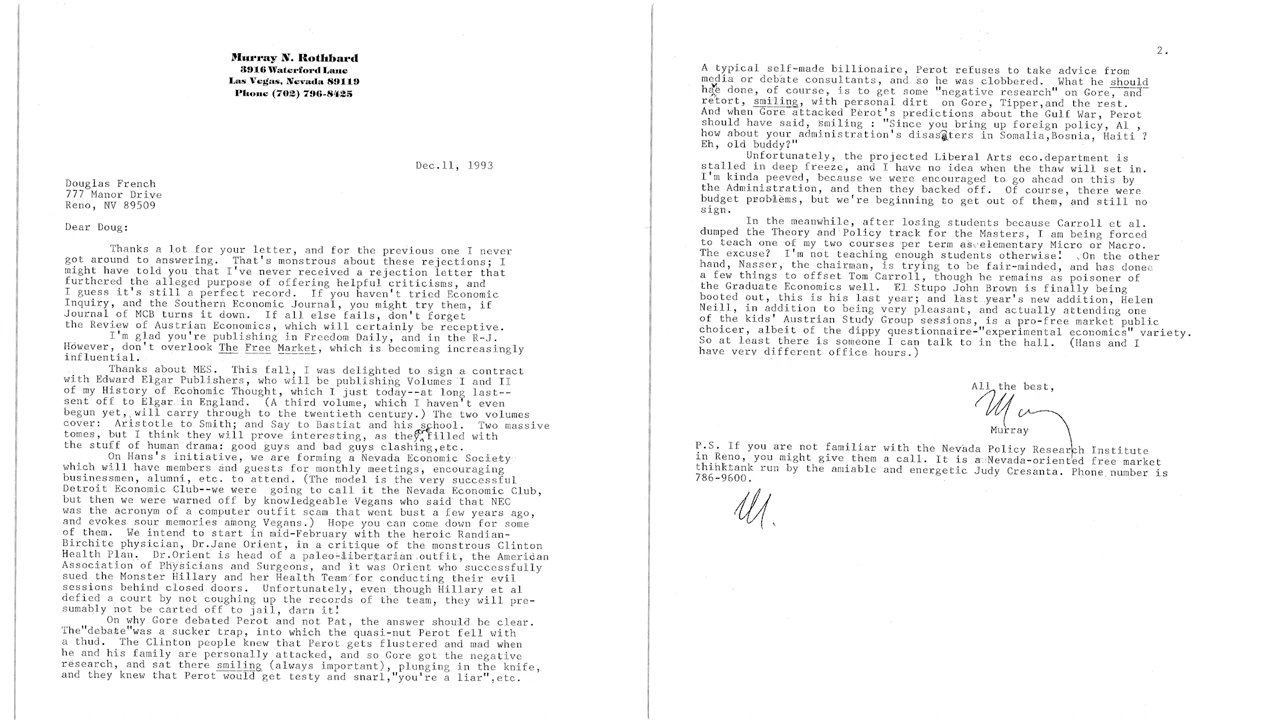 Murray N. Rothbard
3916 Waterford Lane
Las Vegas, Nevada 89119
Phone (702) 796-8425
Dec.11, 1993
Douglas French
777 Manor Drive
Reno, NV 89509
Dear Doug:
Thanks a lot for your letter, and for the previous one I never
got around to answering. That's monstrous about these rejections; I
might have told you that I've never received a rejection letter that
furthered the alleged purpose of offering helpful criticisms, and
I guess it's still a perfect record. If you haven't tried Economic
Inquiry, and the Southern Economic Journal, you might try them, if
Journal of MCB turns it down. If all else fails, don't forget
the Review of Austrian Economics, which will certainly be receptive.
I'm glad you're publishing in Freedom Daily, and in the R-J.
However, don't overlook The Free Market, which is becoming increasingly
influential.
Thanks about MES. This fall, I was delighted to sign a contract
with Edward Elgar Publishers, who will be publishing Volumes I and II
of my History of Economic Thought, which I just today--at long last--
sent off to Elgar in England. (A third volume, which I haven't even
begun yet, will carry through to the twentieth century.) The two volumes
cover: Aristotle to Smith; and Say to Bastiat and his school. Two massive
tomes, but I think they will prove interesting, as they are filled with
the stuff of human drama: good guys and bad guys clashing,etc.
On Hans's initiative, we are forming a Nevada Economic Society
which will have members and guests for monthly meetings, encouraging
businessmen, alumni, etc. to attend. (The model is the very successful
Detroit Economic Club--we were going to call it the Nevada Economic Club,
but then we were warned off by knowledgeable Vegans who said that NEC
was the acronym of a computer outfit scam that went bust a few years ago,
and evokes sour memories among Vegans.) Hope you can come down for some
of them. We intend to start in mid-February with the heroic Randian-
Birchite physician, Dr.Jane Orient, in a critique of the monstrous Clinton
Health Plan. Dr.Orient is head of a paleo-libertarian outfit, the American
Association of Physicians and Surgeons, and it was Orient who successfully
sued the Monster Hillary and her Health Team for conducting their evil
sessions behind closed doors. Unfortunately, even though Hillary et al
defied a court by not coughing up the records of the team, they will pre-
sumably not be carted off to jail, darn it!
On why Gore debated Perot and not Pat, the answer should be clear.
The"debate"was a sucker trap, into which the quasi-nut Perot fell with
a thud. The Clinton people knew that Perot gets flustered and mad when
he and his family are personally attacked, and so Gore got the negative
research, and sat there smiling (always important), plunging in the knife,
and they knew that Perot would get testy and snarl,"you're a liar",etc.
2.
A typical self-made billionaire, Perot refuses to take advice from
media or debate consultants, and so he was clobbered. What he should
have done, of course, is to get some "negative research" on Gore, and
retort, smiling, with personal dirt on Gore, Tipper,and the rest.
And when Gore attacked Perot's predictions about the Gulf War, Perot
should have said, smiling : "Since you bring up foreign policy, Al ,
how about your administration's disasters in Somalia,Bosnia, Haiti ?
Eh, old buddy?"
Unfortunately, the projected Liberal Arts eco.department is
stalled in deep freeze, and I have no idea when the thaw will set in.
I'm kinda peeved, because we were encouraged to go ahead on this by
the Administration, and then they backed off. Of course, there were
budget problems, but we're beginning to get out of them, and still no
sign.
In the meanwhile, after losing students because Carroll et al.
dumped the Theory and Policy track for the Masters, I am being forced
to teach one of my two courses per term as elementary Micro or Macro.
The excuse? I'm not teaching enough students otherwise! On the other
hand, Nasser, the chairman, is trying to be fair-minded, and has done
a few things to offset Tom Carroll, though he remains as poisoner of
the Graduate Economics well. El Stupo John Brown is finally being
booted out, this is his last year; and last year's new addition, Helen
Neill, in addition to being very pleasant, and actually attending one
of the kids' Austrian Study Group sessions, is a pro-free market public
choicer, albeit of the dippy questionnaire-"experimental economics" variety.
So at least there is someone I can talk to in the hall. (Hans and I
have very different office hours.)
All the best,
Murray
P.S. If you are not familiar with the Nevada Policy Research Institute
in Reno, you might give them a call. It is a Nevada-oriented free market
thinktank run by the amiable and energetic Judy Cresanta. Phone number is
786-9600.
M.